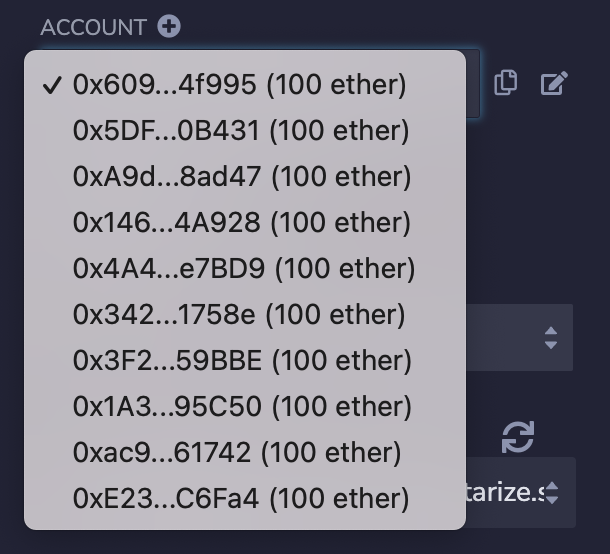 ACCOUNT
0x609...4f995 (100 ether)
0x5DF...0B431 (100 ether)
0xA9d...8ad47 (100 ether)
0x146...4A928 (100 ether)
0x4A4...e7BD9 (100 ether)
0x342...1758e (100 ether)
0x3F2...59BBE (100 ether)
0x1A3...95C50 (100 ether)
0xac9...61742 (100 ether)
0xE23...C6Fa4 (100 ether)
tarize.s